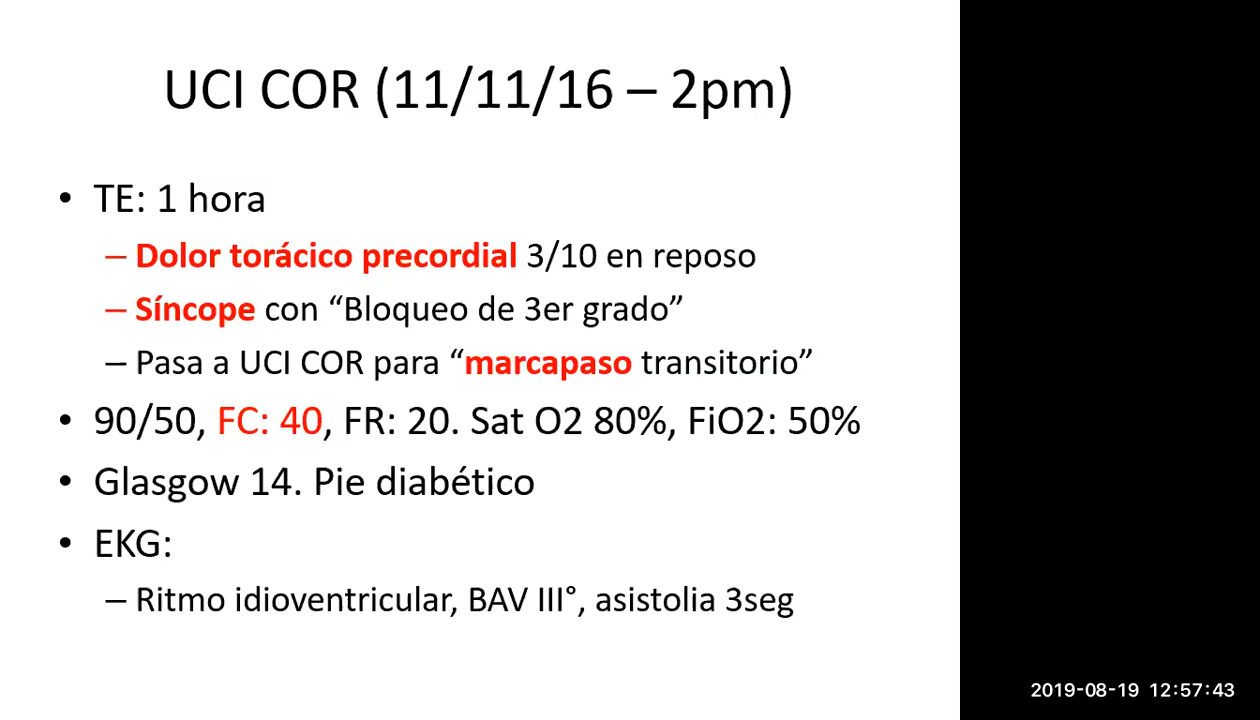 UCI COR (11/11/16 – 2pm)
• TE: 1 hora
– Dolor torácico precordial 3/10 en reposo
– Síncope con “Bloqueo de 3er grado”
– Pasa a UCI COR para “marcapaso transitorio”
• 90/50, FC: 40, FR: 20. Sat O2 80%, FiO2: 50%
• Glasgow 14. Pie diabético
• EKG:
– Ritmo idioventricular, BAV III°, asistolia 3seg
2019-08-19 12:57:43